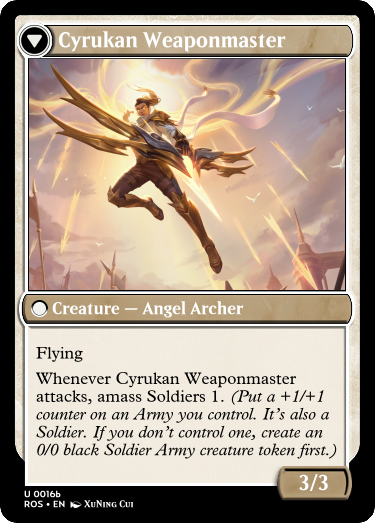 Cyrukan Weaponmaster
Creature — Angel Archer
Flying
Whenever Cyrukan Weaponmaster
attacks, amass Soldiers 1. (Put a +1/+1
counter on an Army you control. It's also a
Soldier. If you don't control one, create an
0/0 black Soldier Army creature token first.)
3/3
U 0016b
ROS • EN XuNing Cui